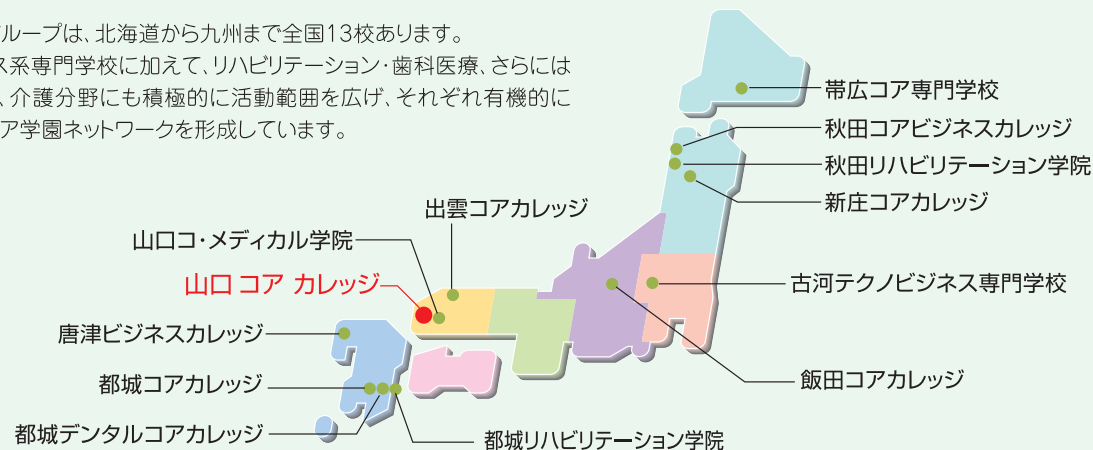 ループは、北海道から九州まで全国13校あります。
ス系専門学校に加えて、リハビリテーション・歯科医療、さらには
、介護分野にも積極的に活動範囲を広げ、それぞれ有機的に
ア学園ネットワークを形成しています。
帯広コア専門学校
秋田コアビジネスカレッジ
秋田リハビリテーション学院
新庄コアカレッジ
出雲コアカレッジ
山口コ・メディカル学院
山口 コア カレッジ
古河テクノビジネス専門学校
唐津ビジネスカレッジ
飯田コアカレッジ
都城コアカレッジ
都城デンタルコアカレッジ
都城リハビリテーション学院